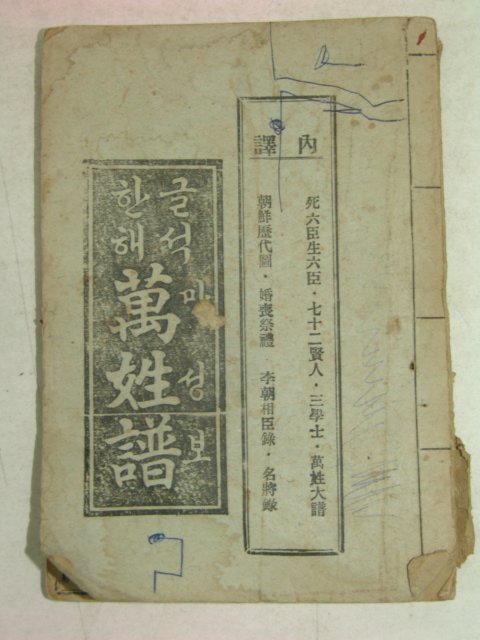 內譯
死六臣生六臣·七十二賢人·三學士·萬姓大譜
朝鮮歷代圖·婚喪祭禮 李朝相臣錄·名將錄
한글
해석
萬姓譜
만성보